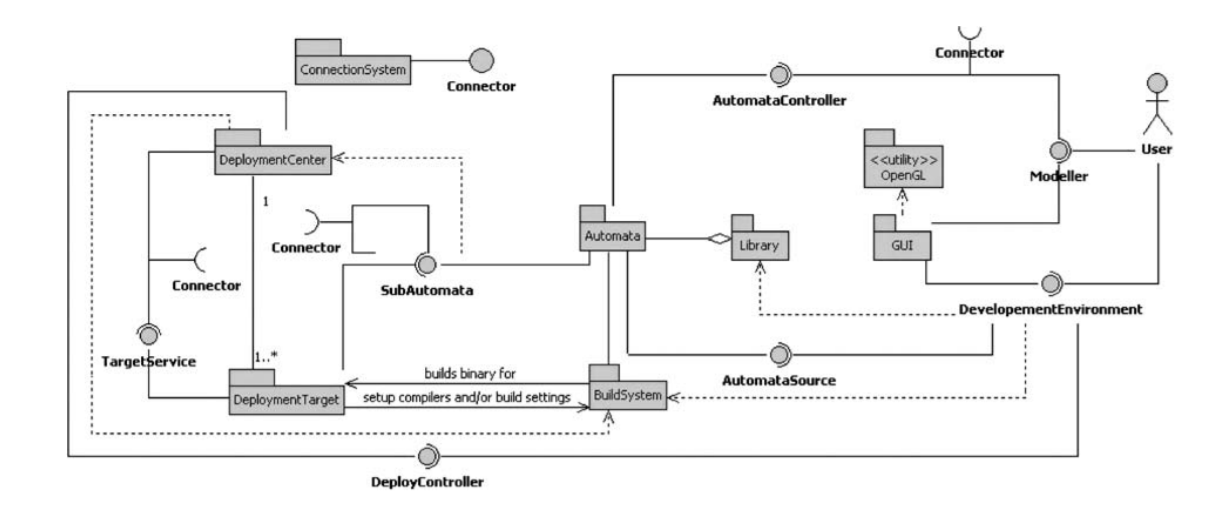 Connector
ConnectionSystem
Connector
AutomataController
User
DeploymentCenter
<<utility>>
OpenGL
Modeller
1
Connector
Automata
Library
GUI
Connector
SubAutomata
DevelopementEnvironment
TargetService
1..*
builds binary for
AutomataSource
DeploymentTarget
setup compilers and/or build settings
BuildSystem
DeployController